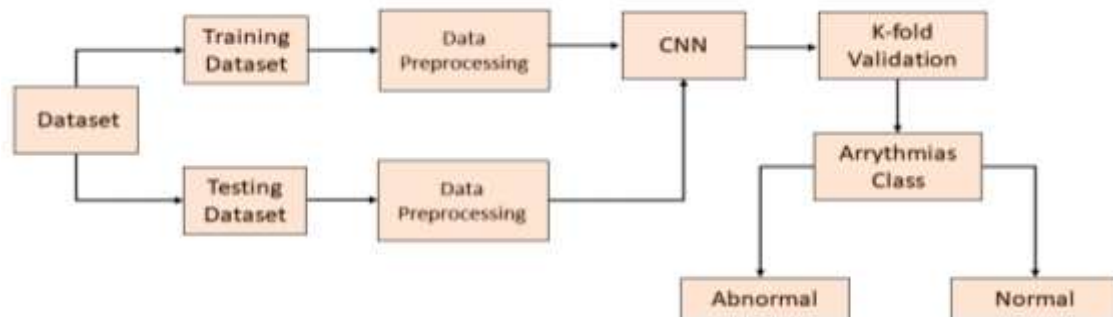 Dataset
Training
Dataset
Data
Preprocessing
CNN
K-fold
Validation
Testing
Dataset
Data
Preprocessing
Arrythmias
Class
Abnormal
Normal